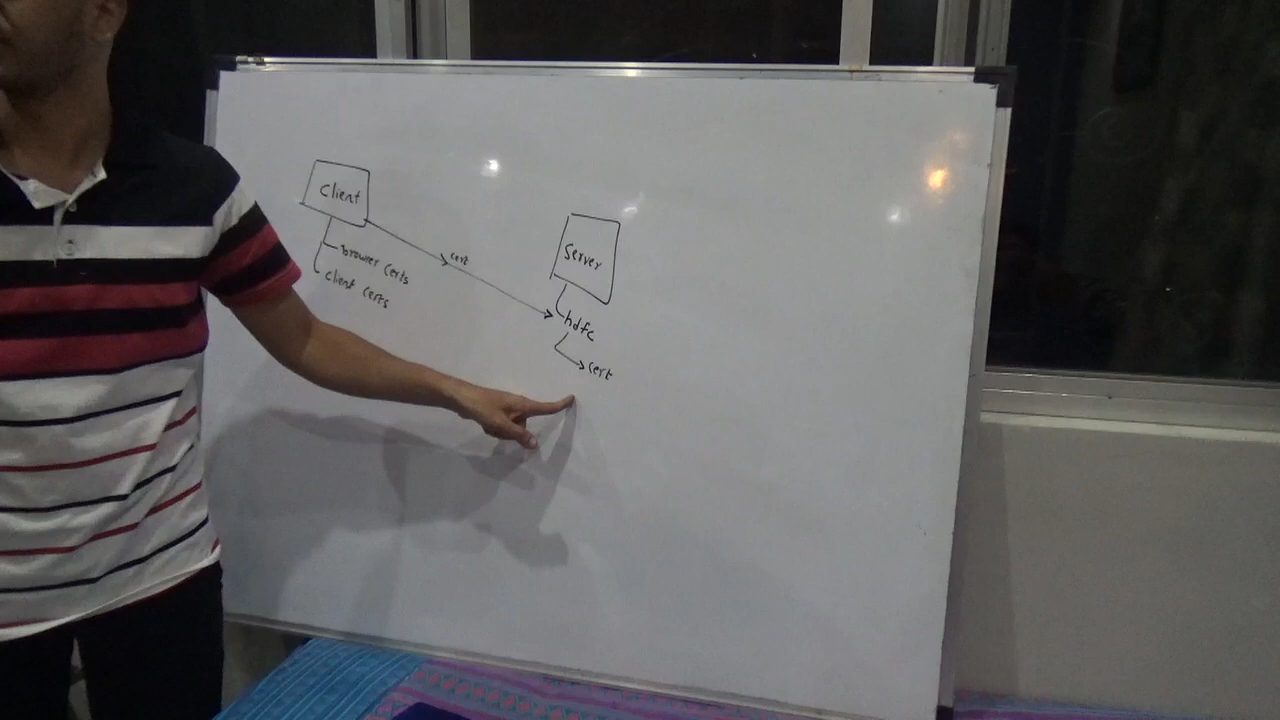 Client
browser certs
client certs
cert
Server
hdfc
cert